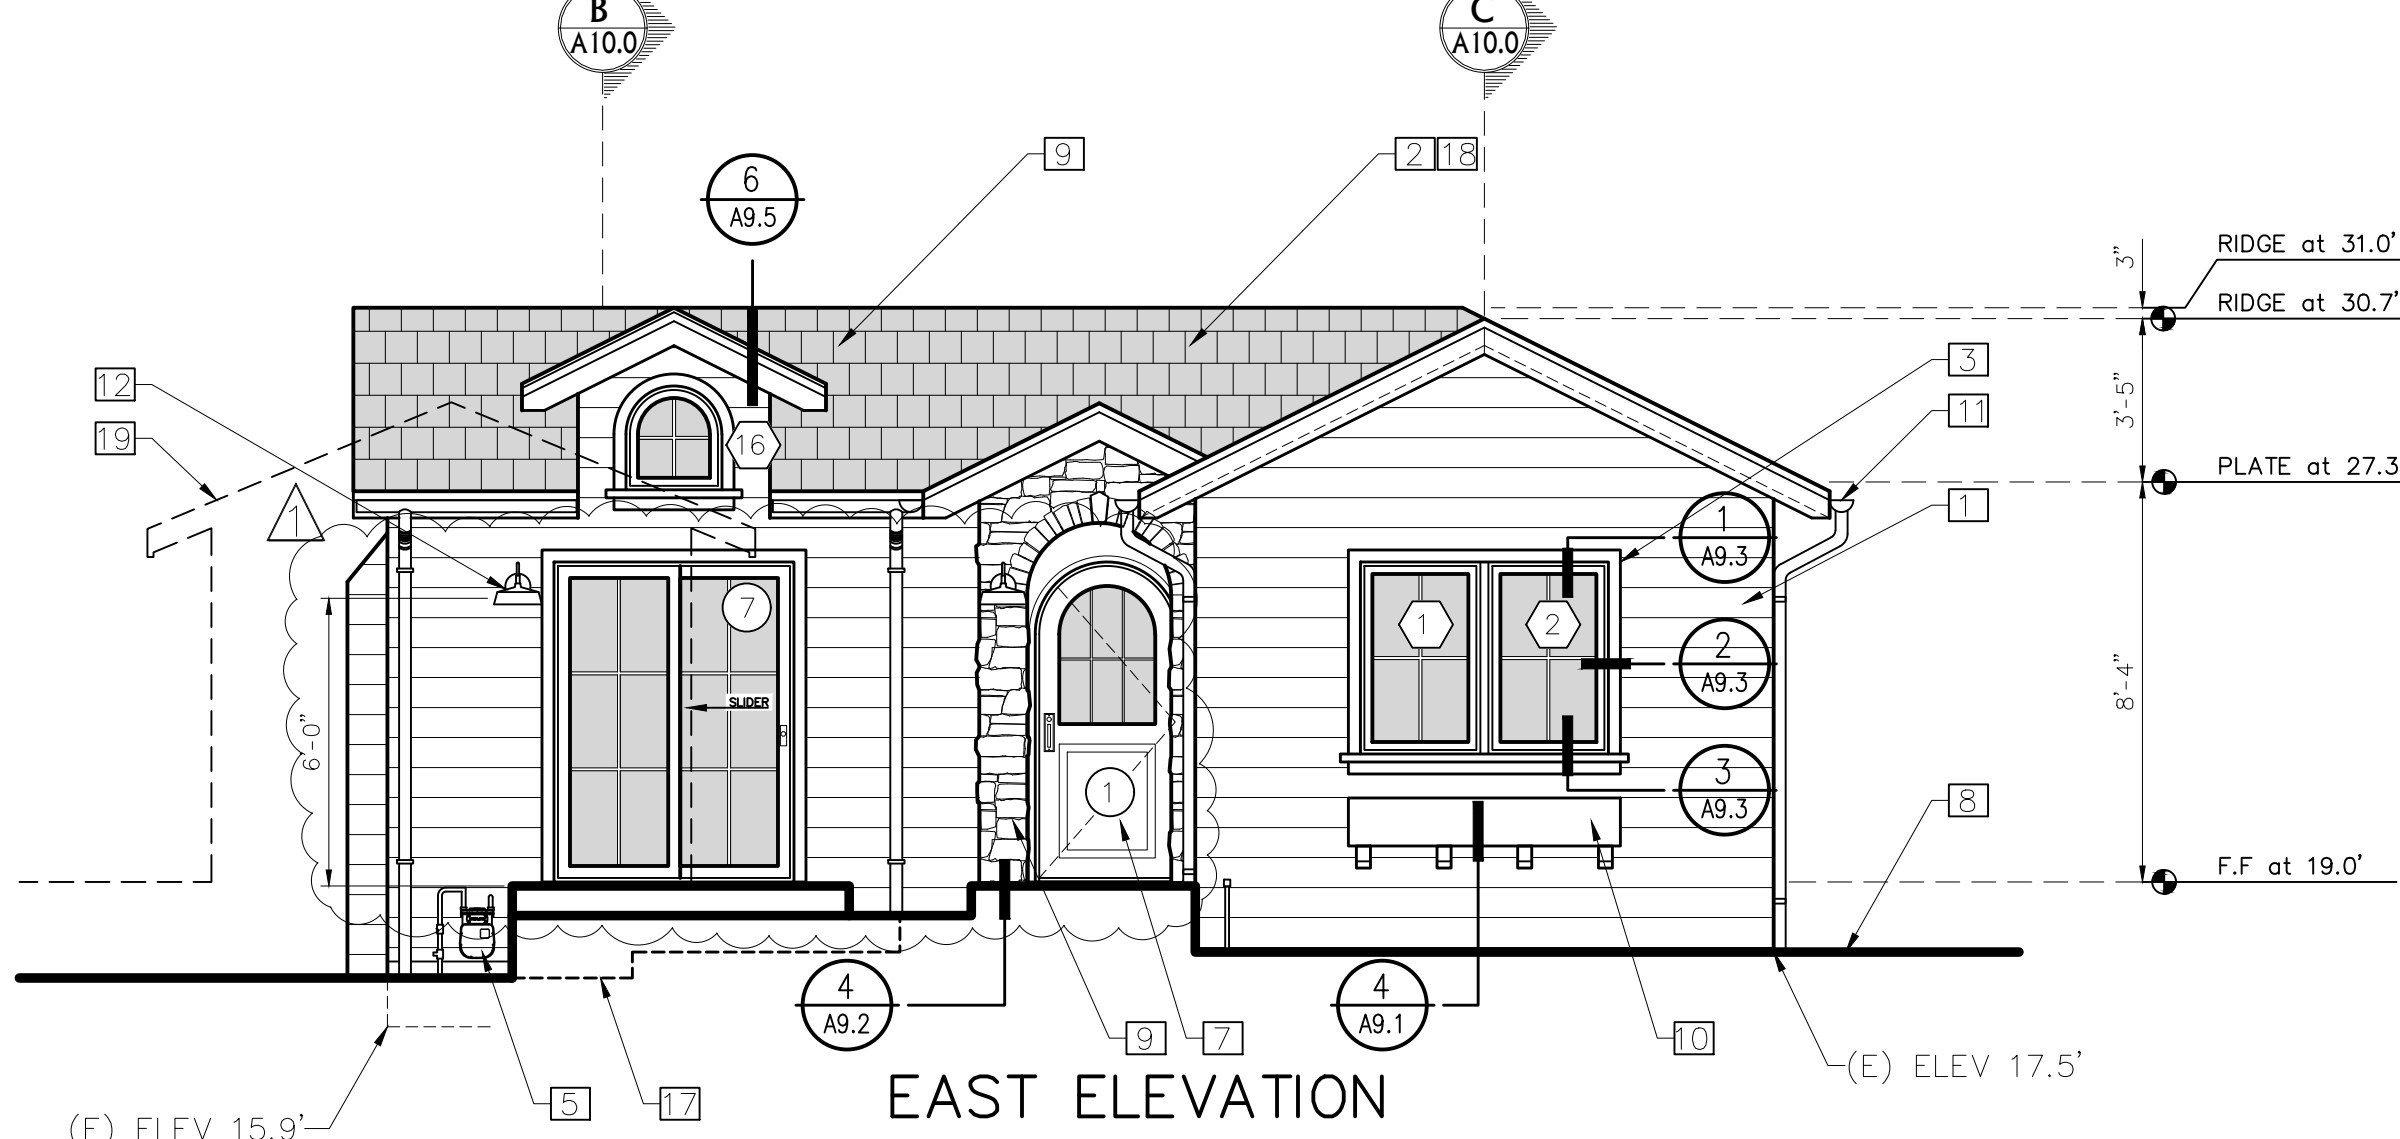 B
A10.0
C
A10.0
9
2 18
6
A9.5
RIDGE at 31.0'
3"
RIDGE at 30.7'
3
12
11
3'-5"
19
16
PLATE at 27.3
1
1
1
A9.3
7
1
2
2
A9.3
8'-4"
SLIDER
6'-0"
3
A9.3
1
8
F.F at 19.0'
4
A9.2
4
A9.1
9
7
10
(E) ELEV 17.5'
EAST ELEVATION
5
17
(E) ELEV 15.9'